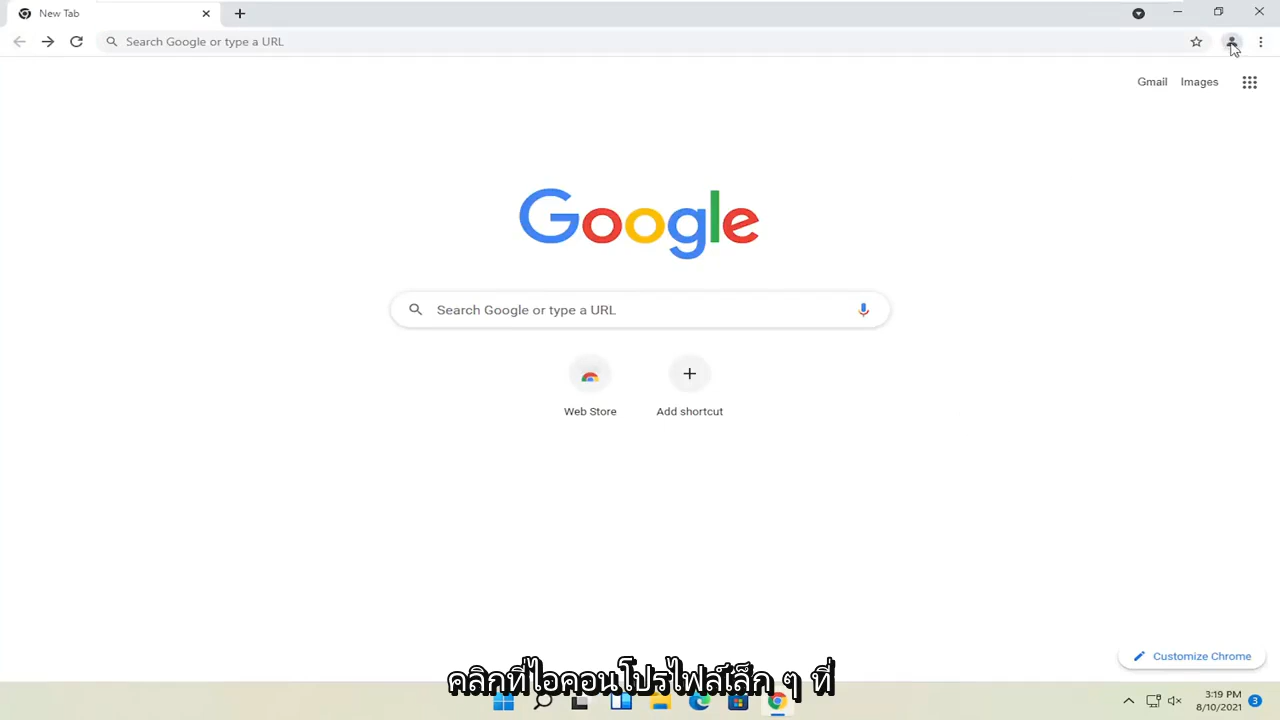 New Tab
Search Google or type a URL
Gmail Images
Google
Search Google or type a URL
Web Store Add shortcut
Customize Chrome
คลิกที่ไอคอนโปรไฟล์เล็ก ๆ ที่
3:19 PM
8/10/2021 3